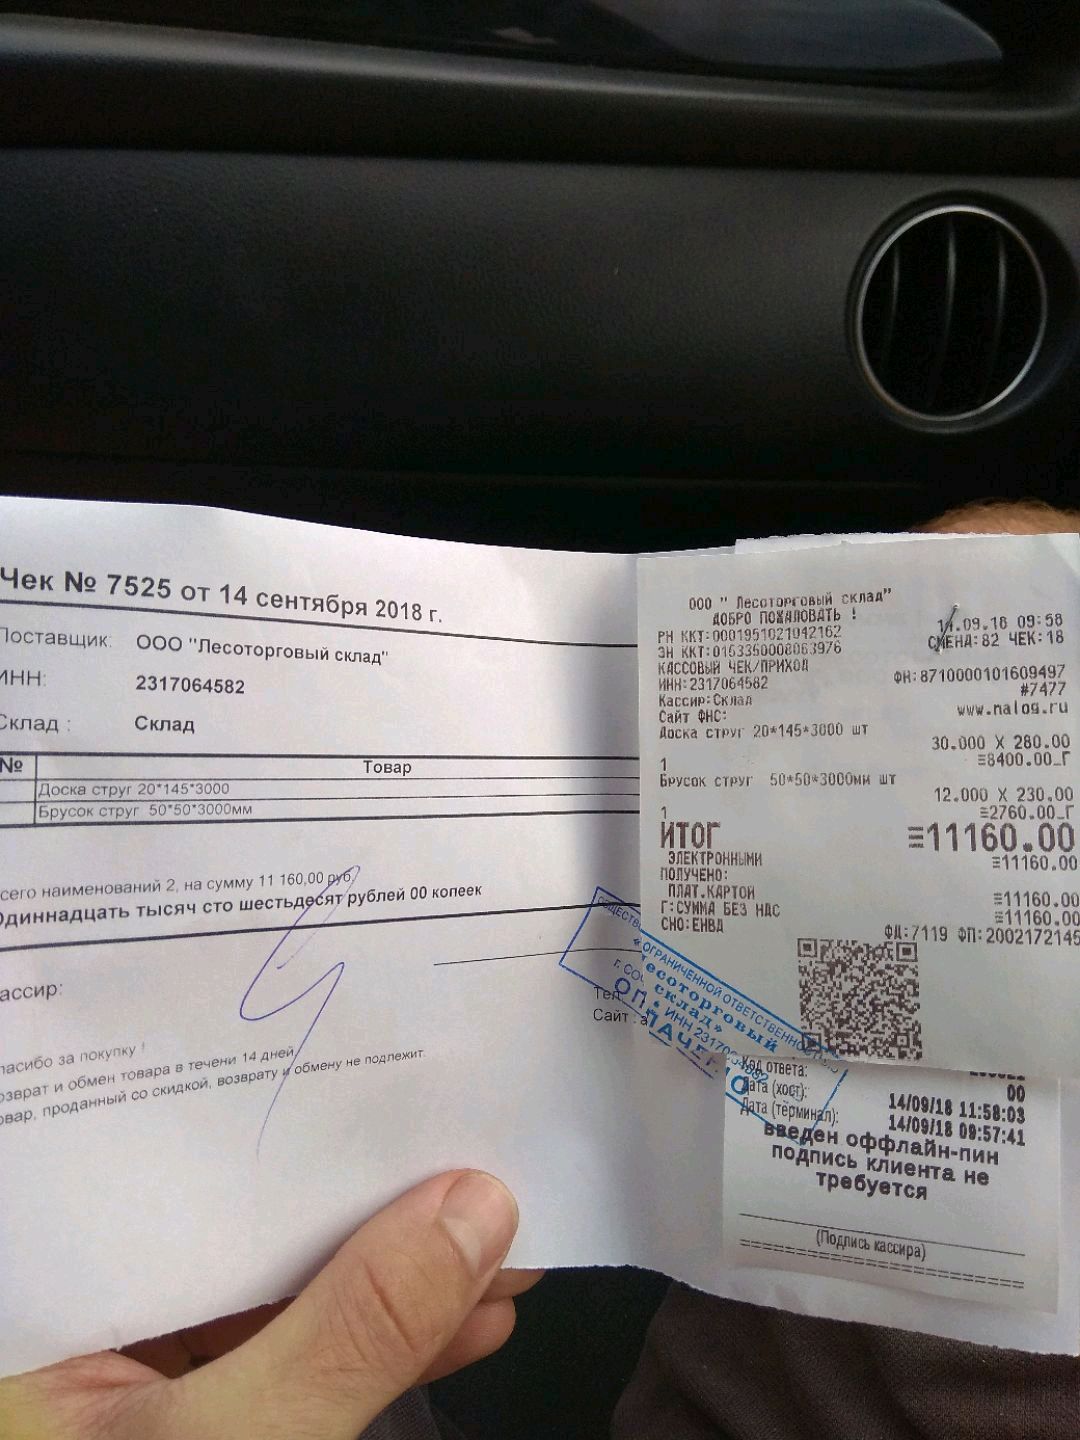 Чек № 7525 от 14 сентября 2018 г.
Поставщик: ООО "Лесоторговый склад"
ИНН: 2317064582
Склад : Склад
№ Товар
Доска струг 20*145*3000
Брусок струг 50*50*3000мм
сего наименований 2, на сумму 11 160,00 руб.
Одиннадцать тысяч сто шестьдесят рублей 00 копеек
ассир:
Тел
Сайт : а
пасибо за покупку !
озврат и обмен товара в течени 14 дней,
овар, проданный со скидкой, возврату и обмену не подлежит.
ООО " Лесоторговый склад"
ДОБРО ПОЖАЛОВАТЬ !
РН ККТ:0001951021042162 14.09.18 09:58
ЗН ККТ:0153350008063976 СМЕНА:82 ЧЕК:18
КАССОВЫЙ ЧЕК/ПРИХОД
ИНН:2317064582 ФН:8710000101609497
Кассир:Склад #7477
Сайт ФНС: www.nalog.ru
Доска струг 20*145*3000 шт
30.000 X 280.00
1 ≡8400.00_Г
Брусок струг 50*50*3000мм шт
12.000 X 230.00
1 ≡2760.00_Г
ИТОГ ≡11160.00
ЭЛЕКТРОННЫМИ ≡11160.00
ПОЛУЧЕНО:
ПЛАТ.КАРТОЙ ≡11160.00
Г:СУММА БЕЗ НДС ≡11160.00
СНО:ЕНВД ФД:7119 ФП:2002172145
ОБЩЕСТВ ОГРАНИЧЕННОЙ ОТВЕТСТВЕННОСТЬЮ
«Лесоторговый
склад»
г. СОЧ ИНН 2317064582
ОПЛАЧЕНО
Код ответа: 00
Дата (хост): 14/09/18 11:58:03
Дата (терминал): 14/09/18 09:57:41
введен оффлайн-пин
подпись клиента не
требуется
(Подпись кассира)